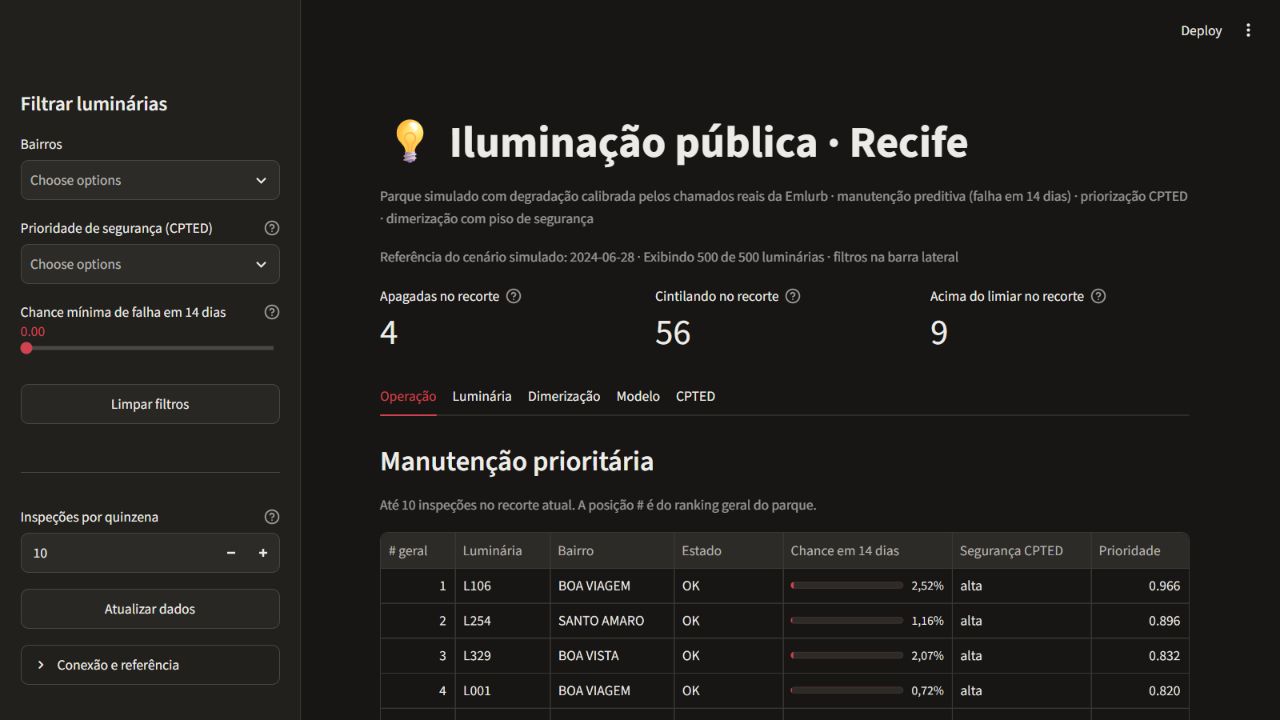 Deploy
Filtrar luminárias
Bairros
Choose options
Prioridade de segurança (CPTED)
Choose options
Chance mínima de falha em 14 dias
0.00
Limpar filtros
Inspeções por quinzena
10
Atualizar dados
Conexão e referência
Iluminação pública · Recife
Parque simulado com degradação calibrada pelos chamados reais da Emlurb · manutenção preditiva (falha em 14 dias) · priorização CPTED
· dimerização com piso de segurança
Referência do cenário simulado: 2024-06-28 · Exibindo 500 de 500 luminárias · filtros na barra lateral
Apagadas no recorte Cintilando no recorte Acima do limiar no recorte
4 56 9
Operação Luminária Dimerização Modelo CPTED
Manutenção prioritária
Até 10 inspeções no recorte atual. A posição # é do ranking geral do parque.
# geral Luminária Bairro Estado Chance em 14 dias Segurança CPTED Prioridade
1 L106 BOA VIAGEM OK 2,52% alta 0.966
2 L254 SANTO AMARO OK 1,16% alta 0.896
3 L329 BOA VISTA OK 2,07% alta 0.832
4 L001 BOA VIAGEM OK 0,72% alta 0.820